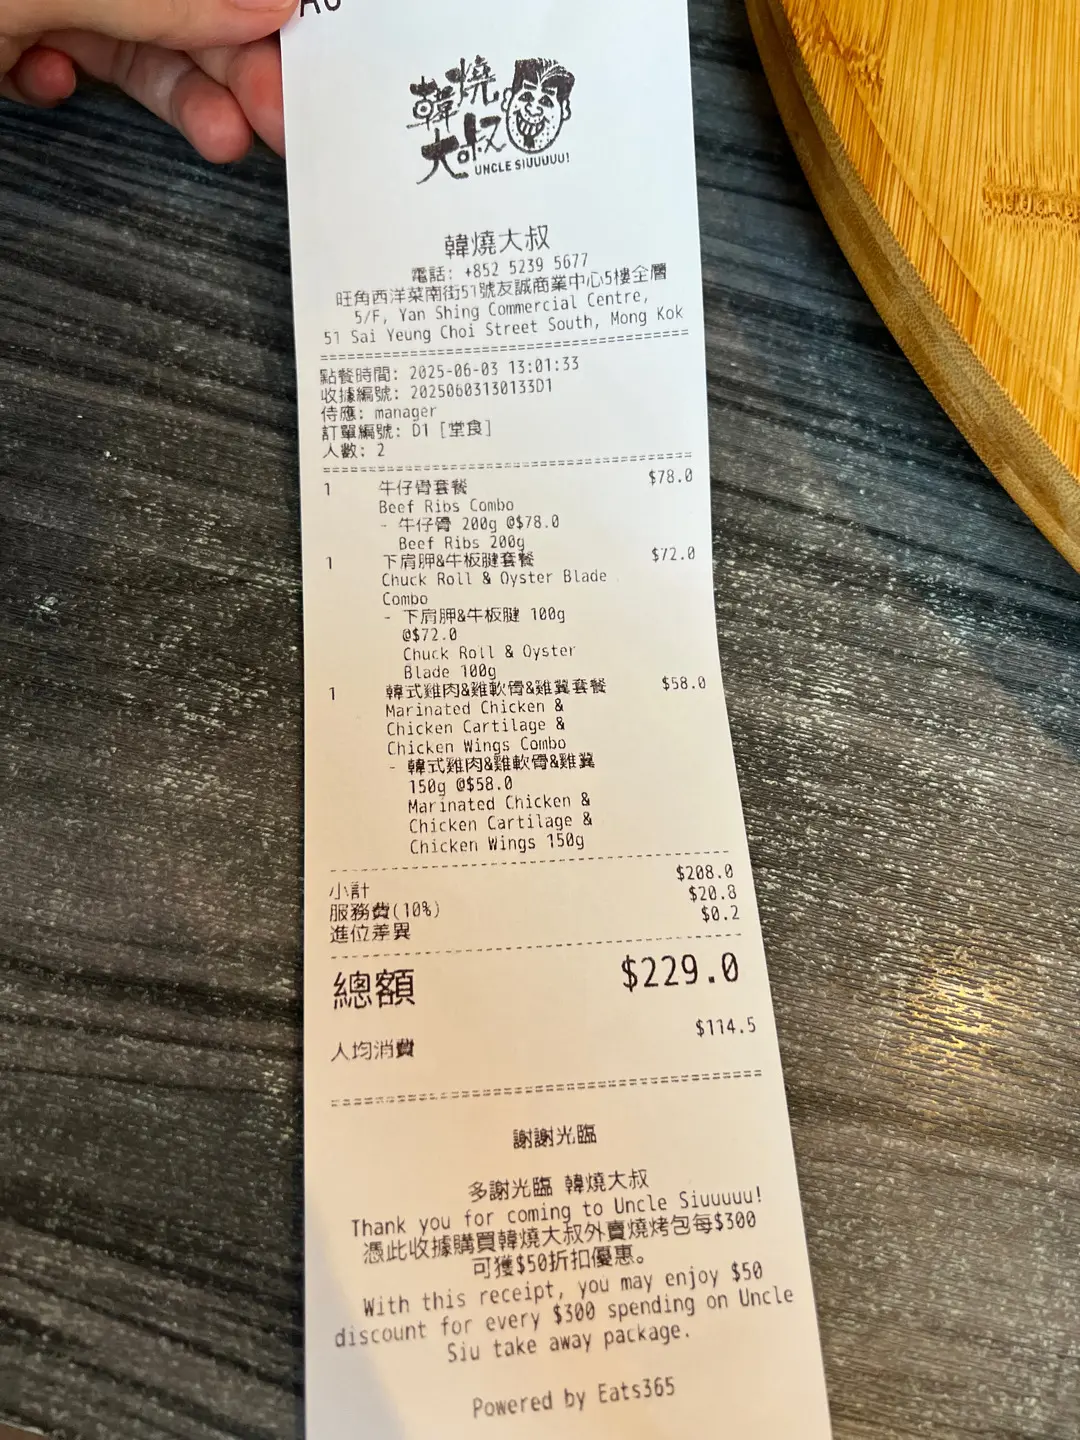 韓燒
大叔
UNCLE SIUUUUU!
韓燒大叔
電話: +852 5239 5677
旺角西洋菜南街51號友誠商業中心5樓全層
5/F, Yan Shing Commercial Centre,
51 Sai Yeung Choi Street South, Mong Kok
點餐時間: 2025-06-03 13:01:33
收據編號: 20250603130133D1
侍應: manager
訂單編號: D1 [堂食]
人數: 2
1 牛仔骨套餐 $78.0
Beef Ribs Combo
- 牛仔骨 200g @$78.0
Beef Ribs 200g
1 下肩胛&牛板腱套餐 $72.0
Chuck Roll & Oyster Blade
Combo
- 下肩胛&牛板腱 100g
@$72.0
Chuck Roll & Oyster
Blade 100g
1 韓式雞肉&雞軟骨&雞翼套餐 $58.0
Marinated Chicken &
Chicken Cartilage &
Chicken Wings Combo
- 韓式雞肉&雞軟骨&雞翼
150g @$58.0
Marinated Chicken &
Chicken Cartilage &
Chicken Wings 150g
小計 $208.0
服務費(10%) $20.8
進位差異 $0.2
總額 $229.0
人均消費 $114.5
謝謝光臨
多謝光臨 韓燒大叔
Thank you for coming to Uncle Siuuuuu!
憑此收據購買韓燒大叔外賣燒烤包每$300
可獲$50折扣優惠。
With this receipt, you may enjoy $50
discount for every $300 spending on Uncle
Siu take away package.
Powered by Eats365